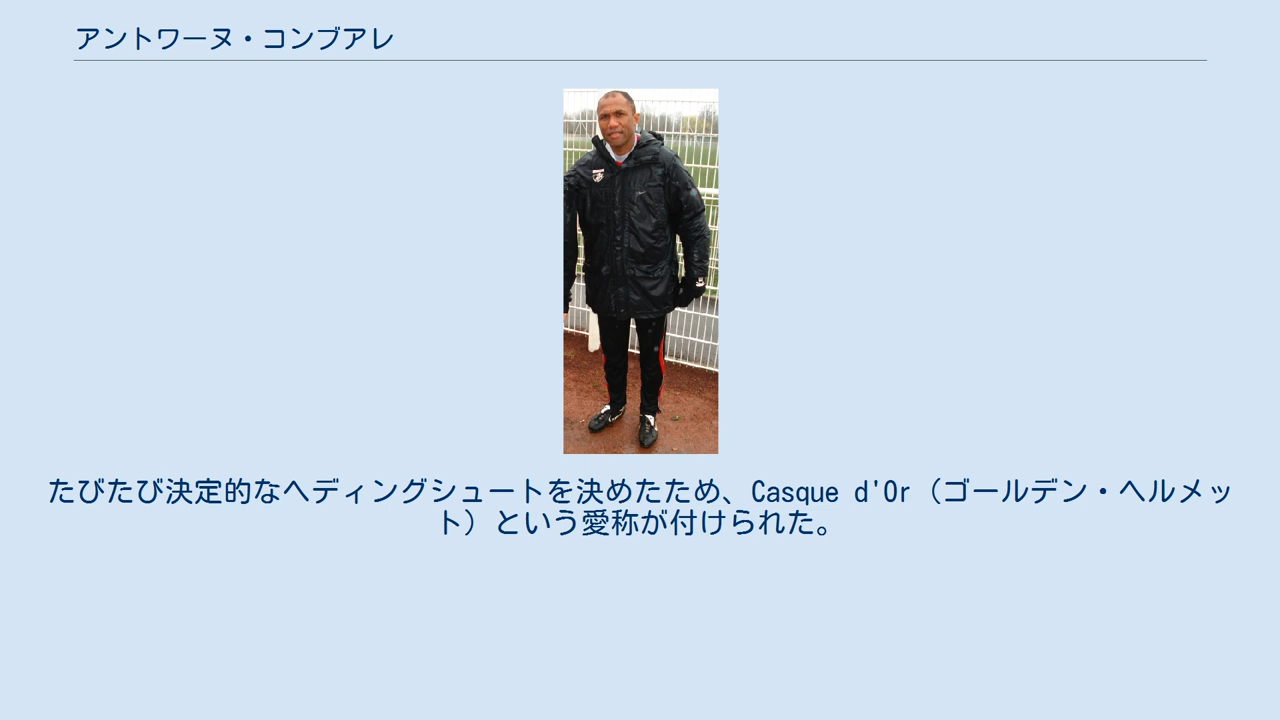 アントワーヌ・コンブアレ
たびたび決定的なヘディングシュートを決めたため、Casque d'Or（ゴールデン・ヘルメッ
ト）という愛称が付けられた。